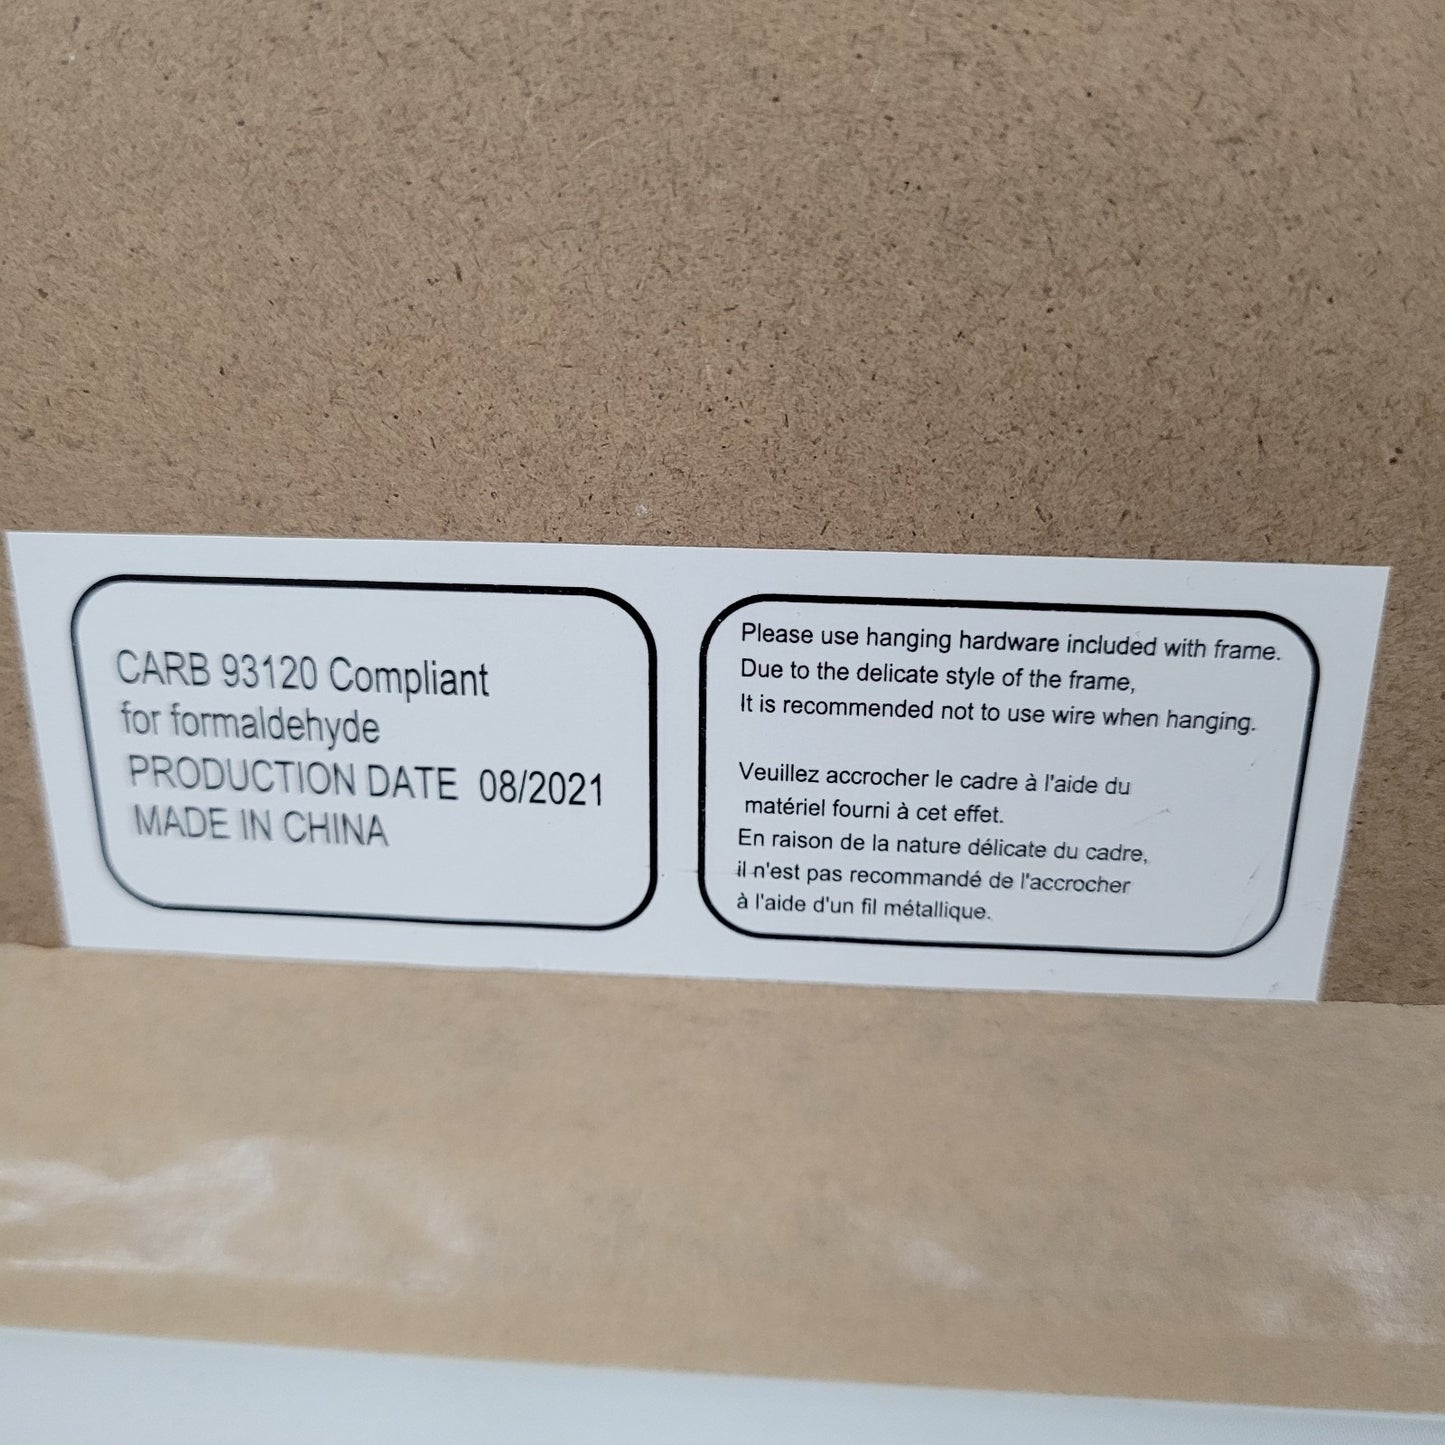 CARB 93120 Compliant
for formaldehyde
PRODUCTION DATE 08/2021
MADE IN CHINA
Please use hanging hardware included with frame.
Due to the delicate style of the frame,
It is recommended not to use wire when hanging.
Veuillez accrocher le cadre à l'aide du
matériel fourni à cet effet.
En raison de la nature délicate du cadre,
il n'est pas recommandé de l'accrocher
à l'aide d'un fil métallique.